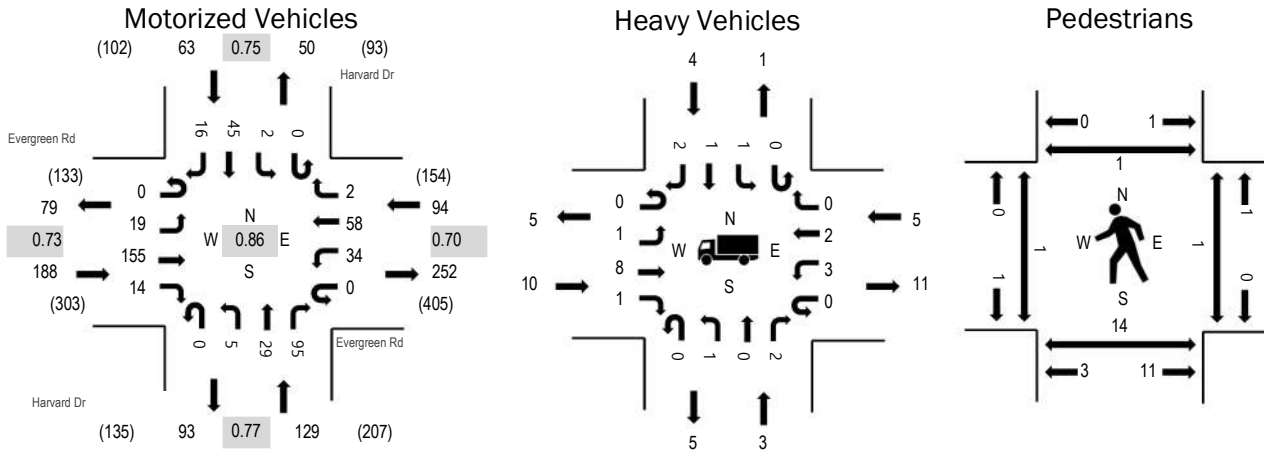 Motorized Vehicles
(102) 63 0.75 50 (93)
Harvard Dr
Evergreen Rd
16 45 2 0
(133) 0 2 (154)
79 19 N 58 94
0.73 155 W 0.86 E 34 0.70
188 14 S 0 252
(303) (405)
0 5 29 95
Evergreen Rd
Harvard Dr
(135) 93 0.77 129 (207)
Heavy Vehicles
4 1
2 1 1 0
0 0
5 1 N 2 5
8 W E 3
10 1 S 0 11
0 1 0 2
5 3
Pedestrians
0 1
1
0 N 1
1 W E 1
1 S 0
14
3 11